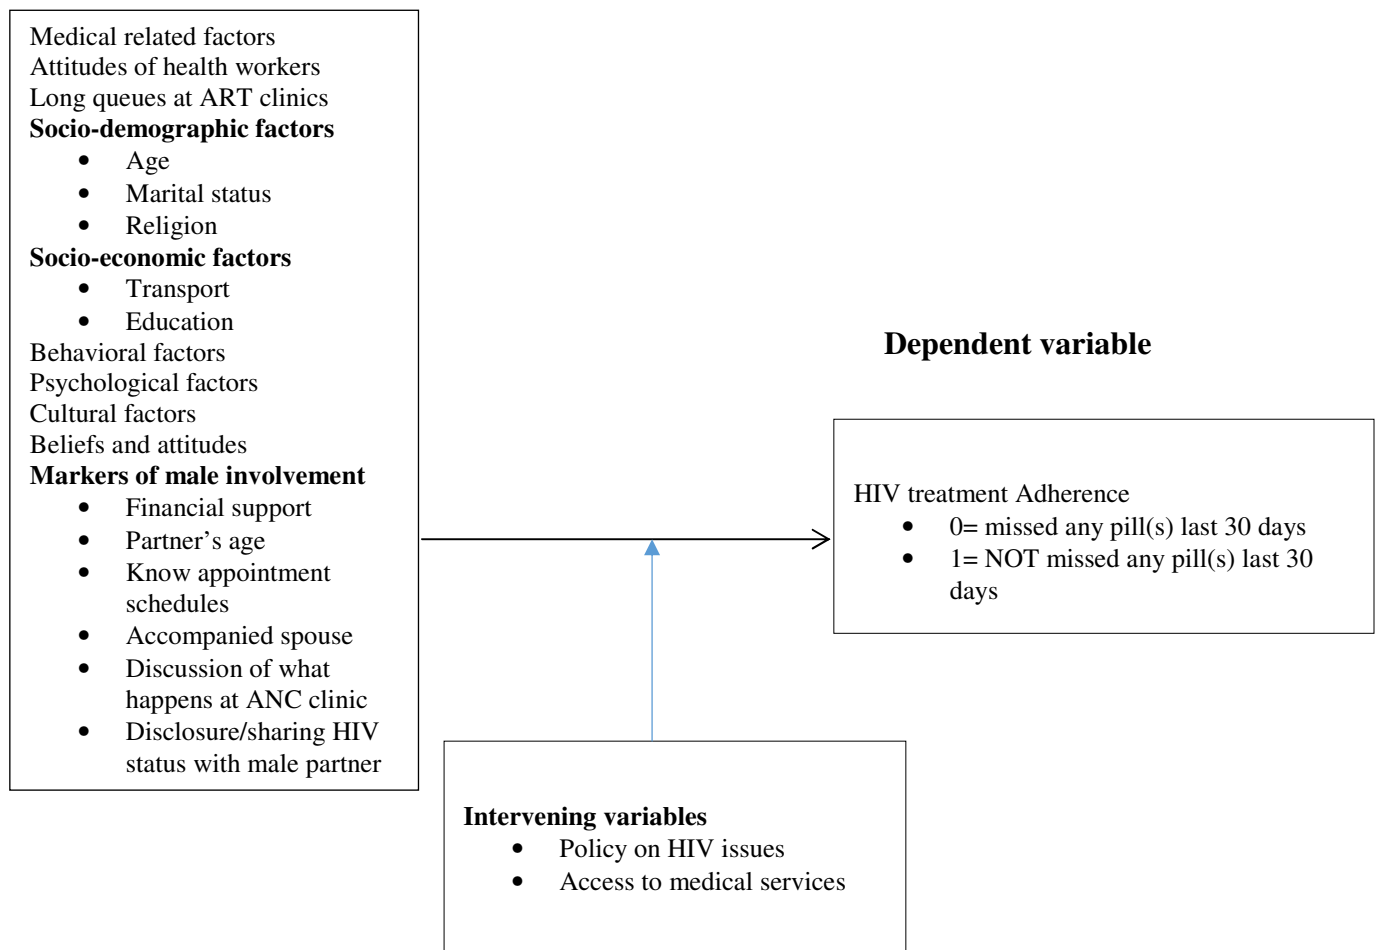 Medical related factors
Attitudes of health workers
Long queues at ART clinics
Socio-demographic factors
• Age
• Marital status
• Religion
Socio-economic factors
• Transport
• Education
Behavioral factors
Psychological factors
Cultural factors
Beliefs and attitudes
Markers of male involvement
• Financial support
• Partner's age
• Know appointment
schedules
• Accompanied spouse
• Discussion of what
happens at ANC clinic
• Disclosure/sharing HIV
status with male partner
Dependent variable
HIV treatment Adherence
• 0= missed any pill(s) last 30 days
• 1= NOT missed any pill(s) last 30
days
Intervening variables
• Policy on HIV issues
• Access to medical services